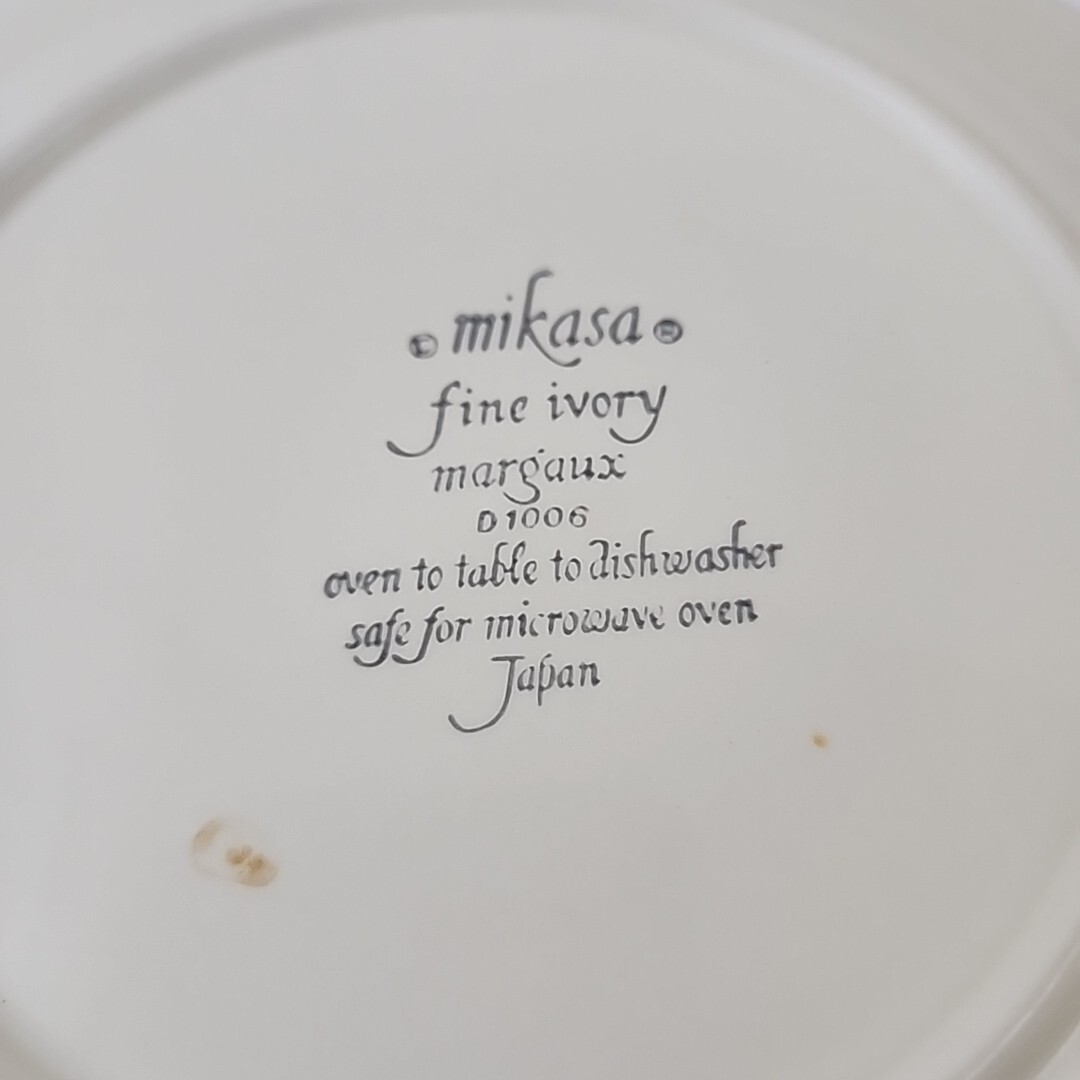 © mikasa ®
fine ivory
margaux
D1006
oven to table to dishwasher
safe for microwave oven
Japan